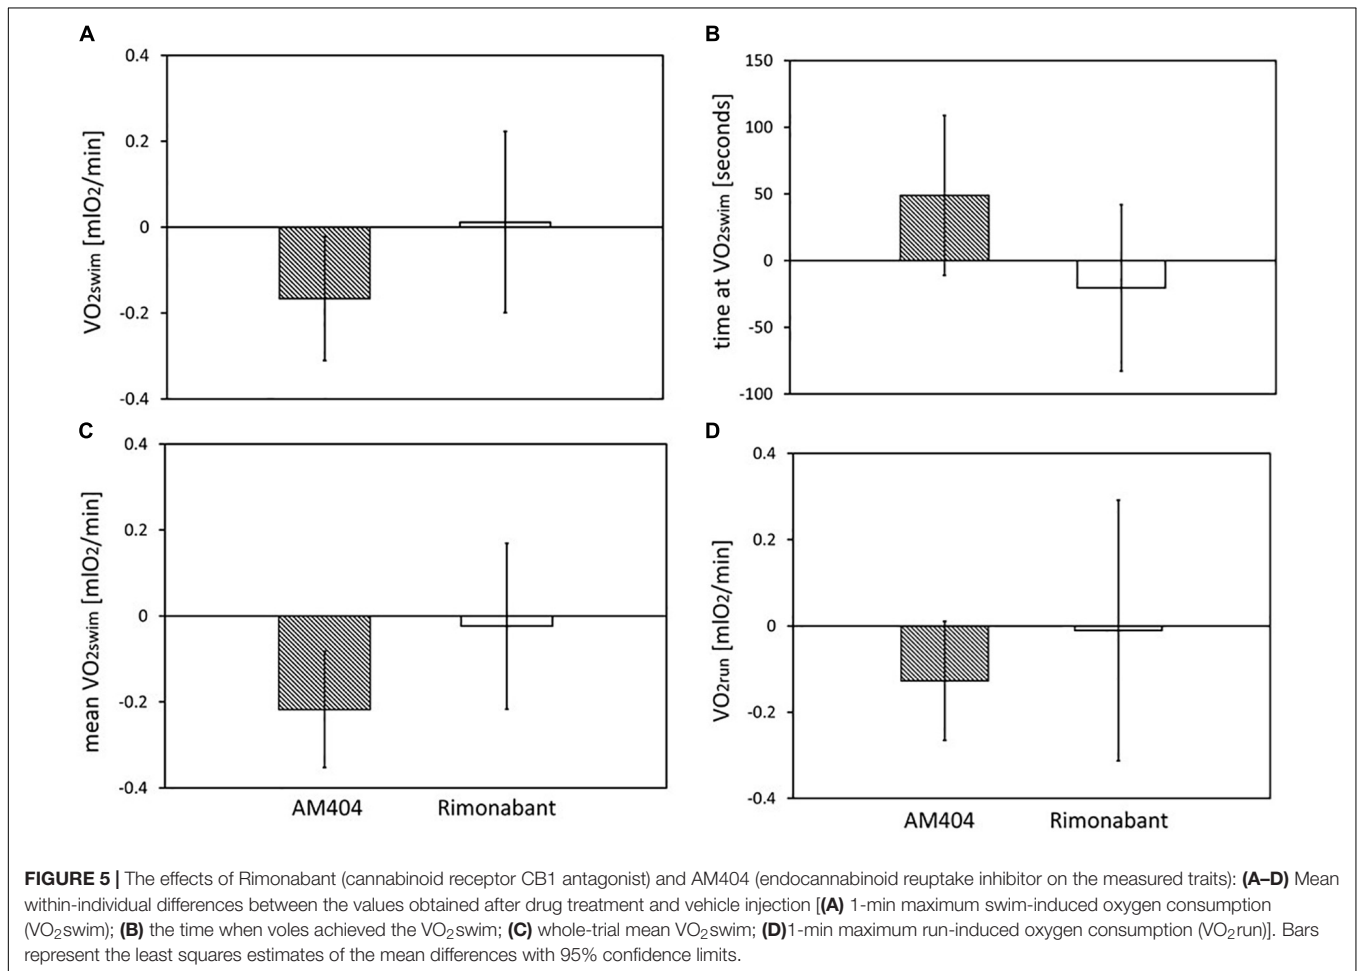 A
0.4
0.2
0
-0.2
-0.4
VO2swim [mlO2/min]
B
150
100
50
0
-50
-100
time at VO2swim [seconds]
C
0.4
0.2
0
-0.2
-0.4
mean VO2swim [mlO2/min]
AM404 Rimonabant
D
0.4
0.2
0
-0.2
-0.4
VO2run [mlO2/min]
AM404 Rimonabant
FIGURE 5 | The effects of Rimonabant (cannabinoid receptor CB1 antagonist) and AM404 (endocannabinoid reuptake inhibitor on the measured traits): (A–D) Mean
within-individual differences between the values obtained after drug treatment and vehicle injection [(A) 1-min maximum swim-induced oxygen consumption
(VO2swim); (B) the time when voles achieved the VO2swim; (C) whole-trial mean VO2swim; (D)1-min maximum run-induced oxygen consumption (VO2run)]. Bars
represent the least squares estimates of the mean differences with 95% confidence limits.